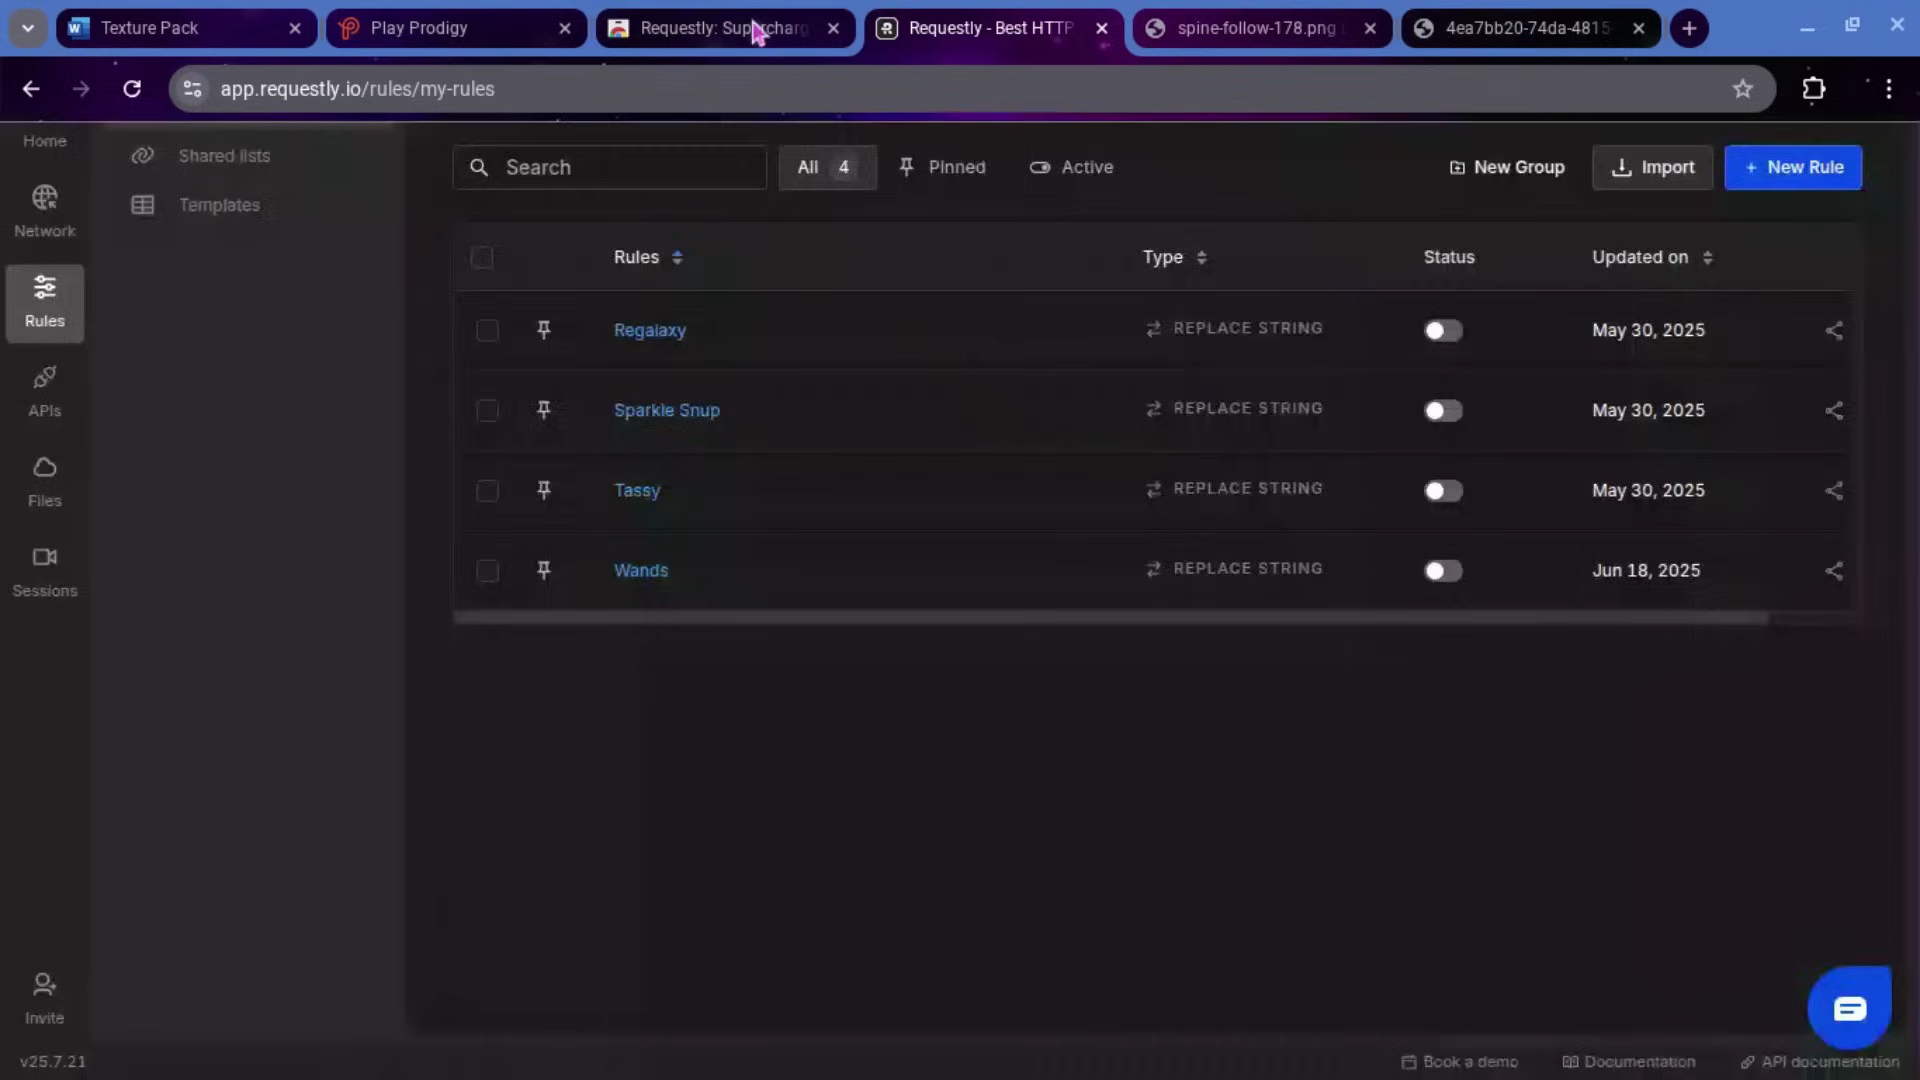 Texture Pack
Play Prodigy
Requestly: Supercharg
Requestly - Best HTTP
spine-follow-178.png
4ea7bb20-74da-4815
app.requestly.io/rules/my-rules
Home
Shared lists
Search
All 4
Pinned
Active
New Group
Import
+ New Rule
Templates
Network
Rules
Type
Status
Updated on
Rules
Regalaxy
REPLACE STRING
May 30, 2025
APIs
Sparkle Snup
REPLACE STRING
May 30, 2025
Files
Tassy
REPLACE STRING
May 30, 2025
Sessions
Wands
REPLACE STRING
Jun 18, 2025
Invite
v25.7.21
Book a demo
Documentation
API documentation